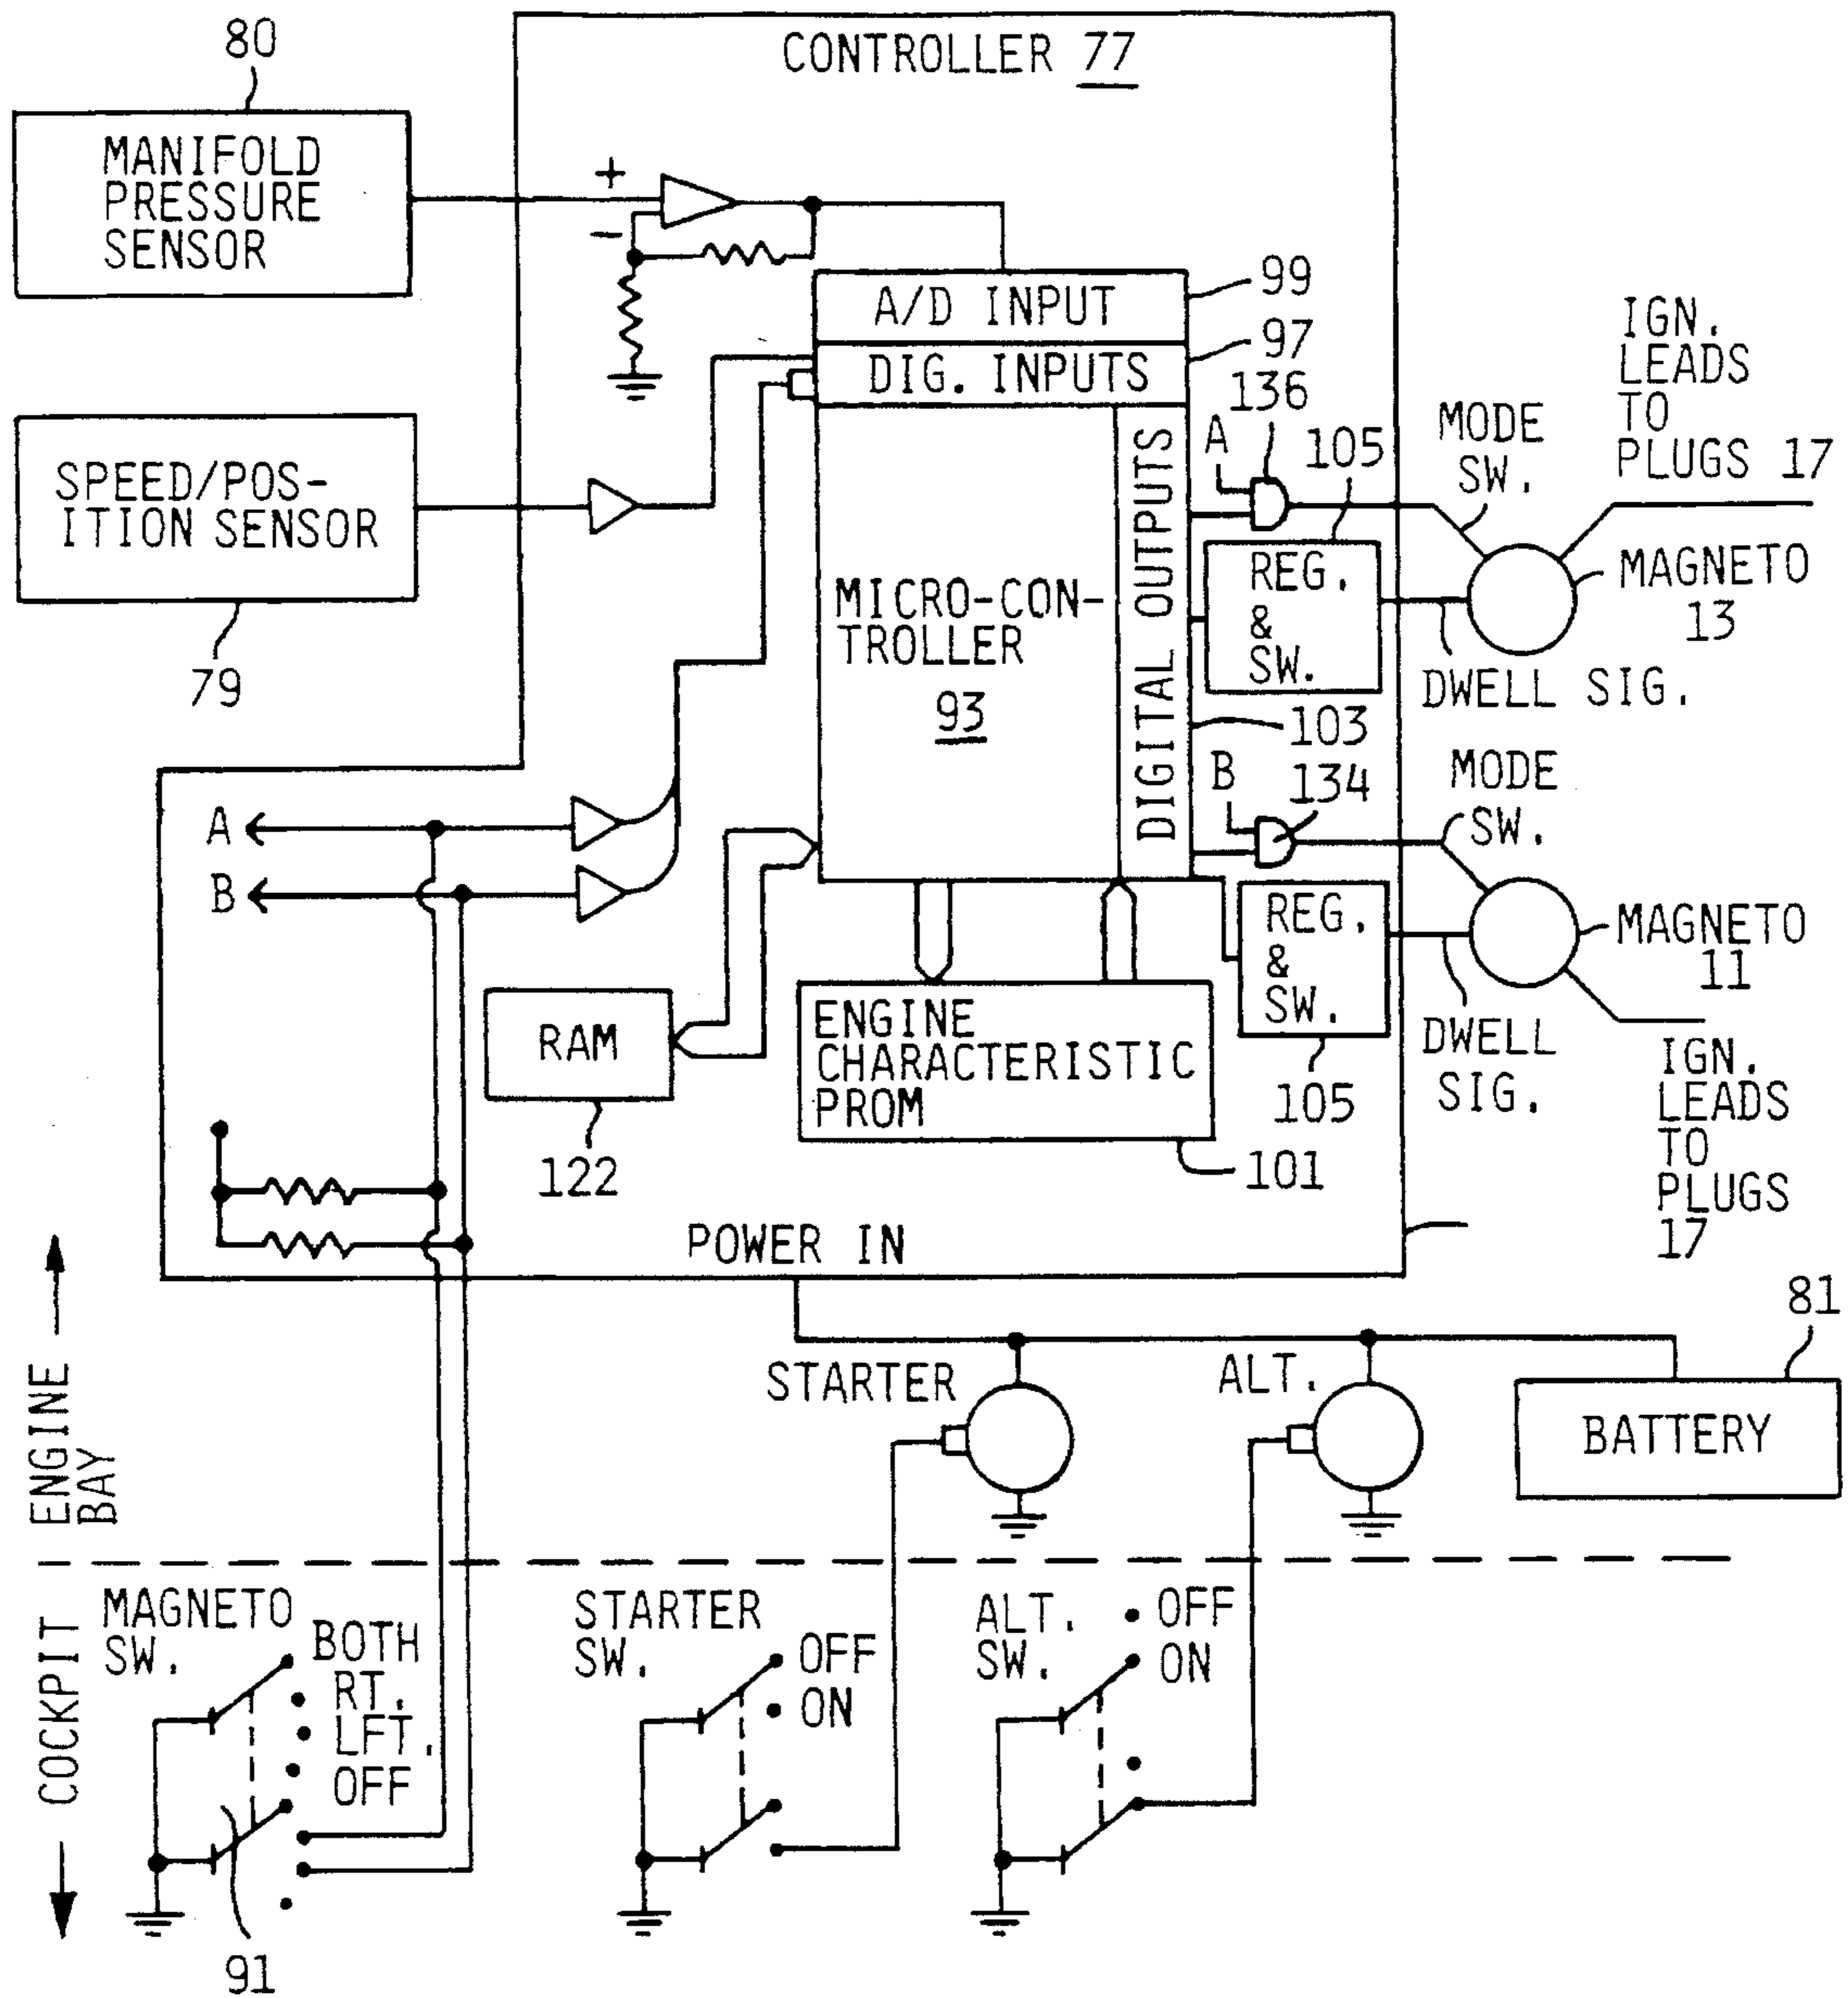 CONTROLLER 77
80
MANIFOLD
PRESSURE
SENSOR
+
−
A/D INPUT
99
DIG. INPUTS
97
136
A
105
MODE
SW.
IGN.
LEADS
TO
PLUGS 17
SPEED/POS-
ITION SENSOR
79
MICRO-CON-
TROLLER
93
DIGITAL OUTPUTS
REG.
&
SW.
MAGNETO
13
DWELL SIG.
103
B
134
MODE
SW.
A
B
REG.
&
SW.
MAGNETO
11
DWELL
SIG.
105
IGN.
LEADS
TO
PLUGS
17
RAM
122
ENGINE
CHARACTERISTIC
PROM
101
POWER IN
81
STARTER
ALT.
BATTERY
ENGINE
BAY
COCKPIT
MAGNETO
SW.
BOTH
RT.
LFT.
OFF
91
STARTER
SW.
OFF
ON
ALT.
SW.
OFF
ON